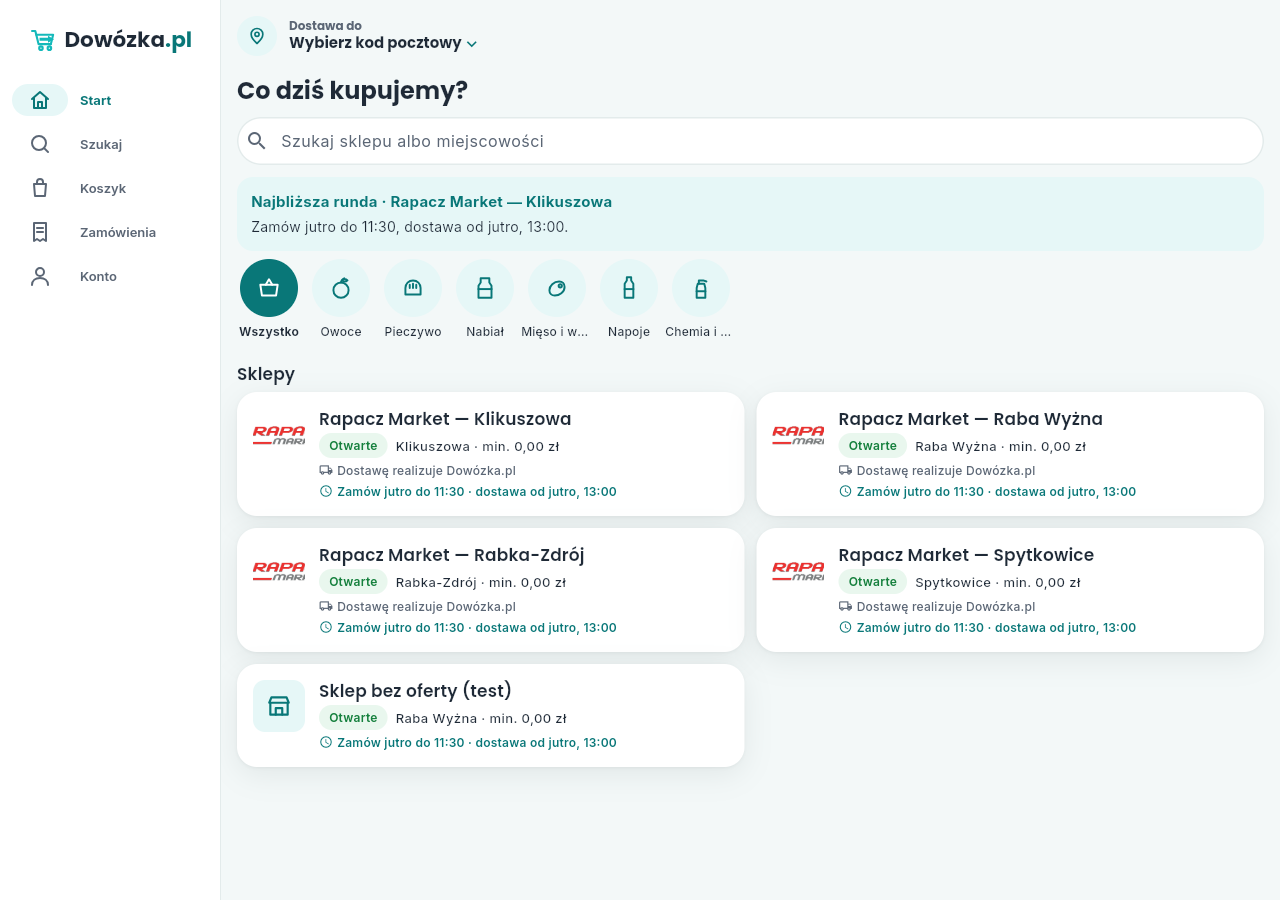 Dowózka.pl
Start
Szukaj
Koszyk
Zamówienia
Konto
Dostawa do
Wybierz kod pocztowy
Co dziś kupujemy?
Szukaj sklepu albo miejscowości
Najbliższa runda · Rapacz Market — Klikuszowa
Zamów jutro do 11:30, dostawa od jutro, 13:00.
Wszystko
Owoce
Pieczywo
Nabiał
Mięso i w…
Napoje
Chemia i …
Sklepy
RAPA
MARI
Rapacz Market — Klikuszowa
Otwarte Klikuszowa · min. 0,00 zł
Dostawę realizuje Dowózka.pl
Zamów jutro do 11:30 · dostawa od jutro, 13:00
RAPA
MARI
Rapacz Market — Raba Wyżna
Otwarte Raba Wyżna · min. 0,00 zł
Dostawę realizuje Dowózka.pl
Zamów jutro do 11:30 · dostawa od jutro, 13:00
RAPA
MARI
Rapacz Market — Rabka-Zdrój
Otwarte Rabka-Zdrój · min. 0,00 zł
Dostawę realizuje Dowózka.pl
Zamów jutro do 11:30 · dostawa od jutro, 13:00
RAPA
MARI
Rapacz Market — Spytkowice
Otwarte Spytkowice · min. 0,00 zł
Dostawę realizuje Dowózka.pl
Zamów jutro do 11:30 · dostawa od jutro, 13:00
Sklep bez oferty (test)
Otwarte Raba Wyżna · min. 0,00 zł
Zamów jutro do 11:30 · dostawa od jutro, 13:00